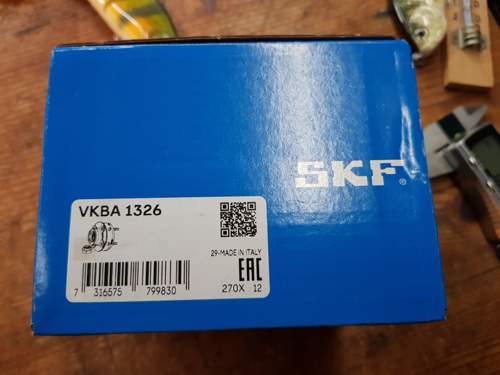 SKF®
VKBA 1326
29-MADE IN ITALY
EAC
7 316575 799830
270X 12